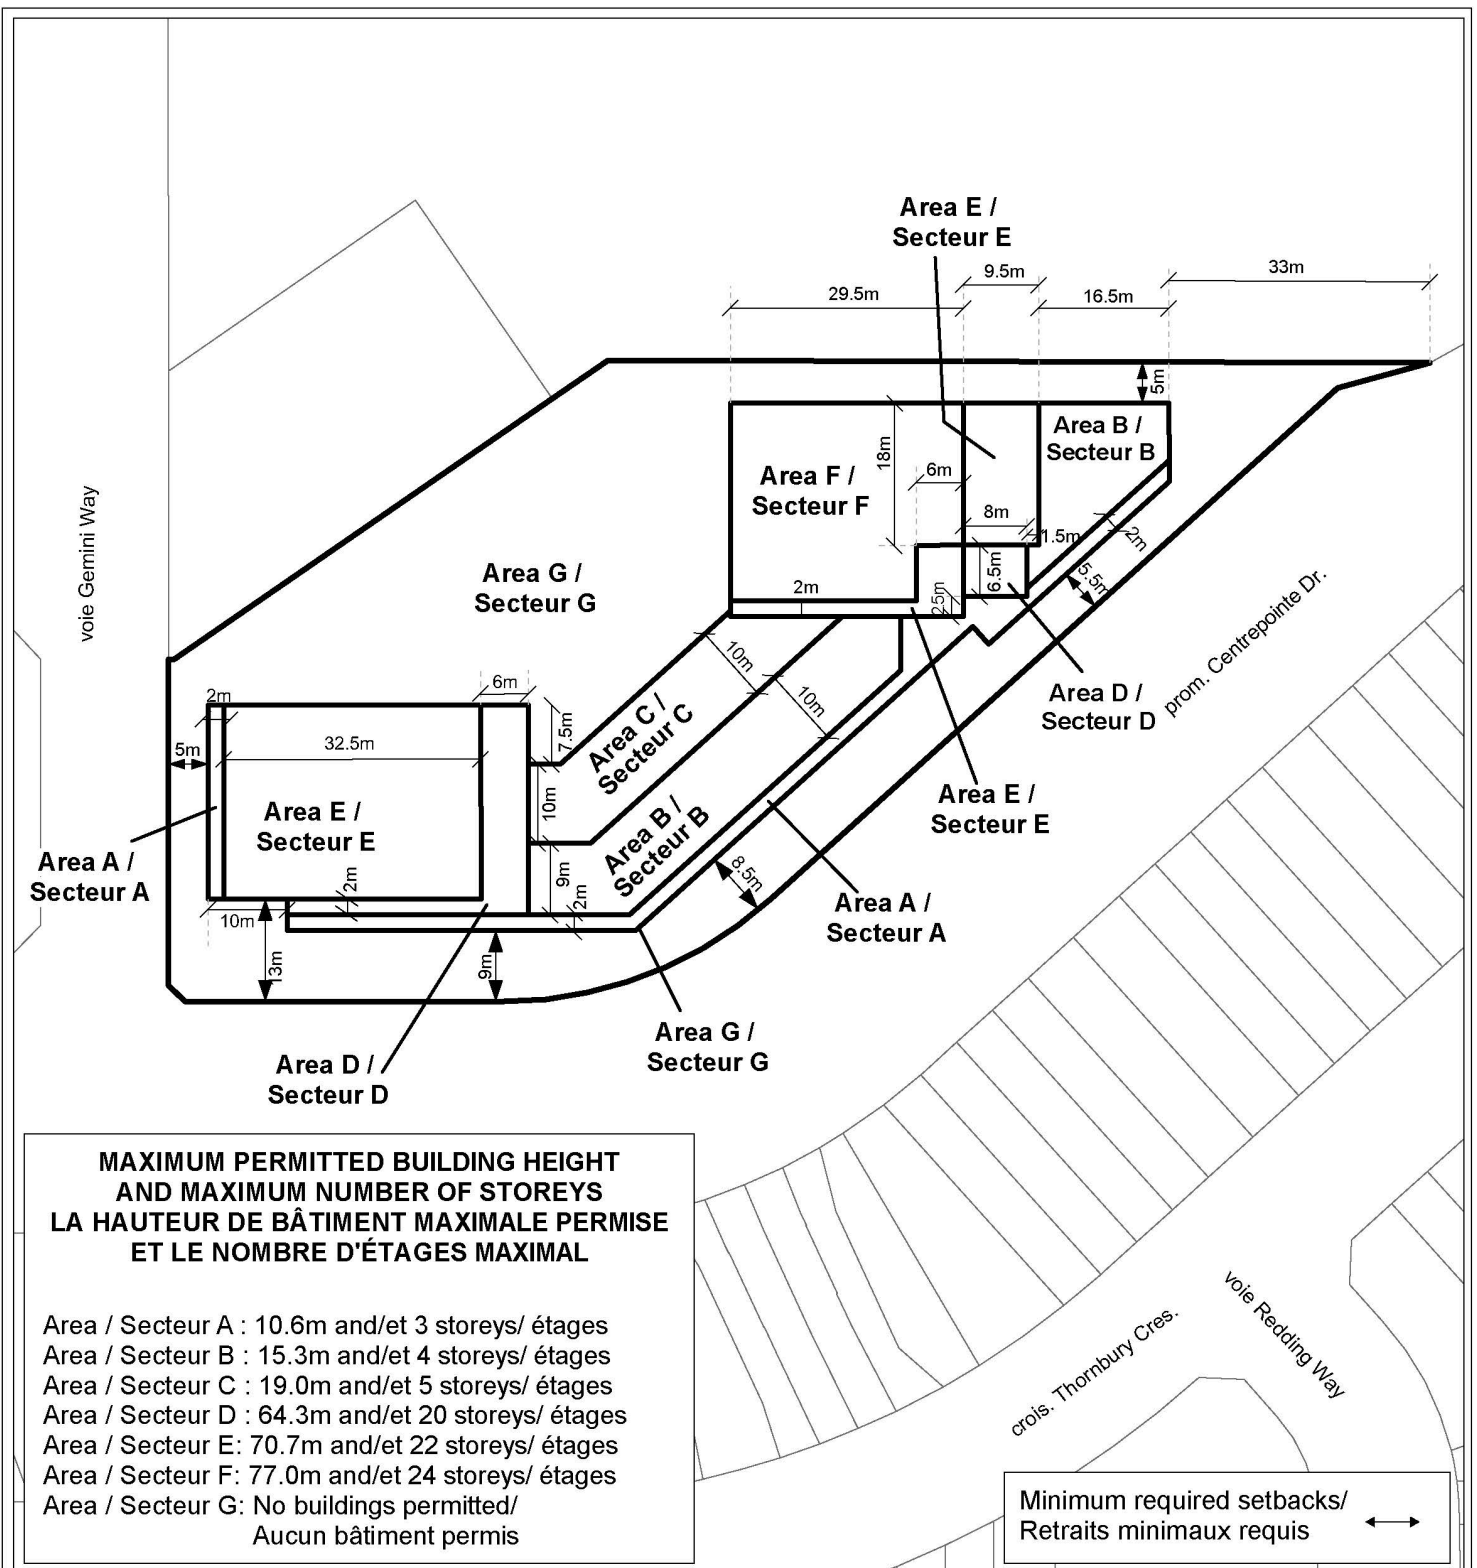 Area E /
Secteur E
9.5m
33m
29.5m
16.5m
5m
Area B /
Secteur B
18m
Area F /
Secteur F
6m
8m
1.5m
2m
voie Gemini Way
Area G /
Secteur G
6.5m
5.5m
2m
2.5m
prom. Centrepointe Dr.
10m
10m
Area D /
Secteur D
6m
2m
7.5m
Area C /
Secteur C
5m
32.5m
10m
Area E /
Secteur E
Area E /
Secteur E
Area B /
Secteur B
Area A /
Secteur A
2m
9m
2m
8.5m
Area A /
Secteur A
10m
13m
9m
Area G /
Secteur G
Area D /
Secteur D
MAXIMUM PERMITTED BUILDING HEIGHT
AND MAXIMUM NUMBER OF STOREYS
LA HAUTEUR DE BÂTIMENT MAXIMALE PERMISE
ET LE NOMBRE D'ÉTAGES MAXIMAL
Area / Secteur A : 10.6m and/et 3 storeys/ étages
Area / Secteur B : 15.3m and/et 4 storeys/ étages
Area / Secteur C : 19.0m and/et 5 storeys/ étages
Area / Secteur D : 64.3m and/et 20 storeys/ étages
Area / Secteur E: 70.7m and/et 22 storeys/ étages
Area / Secteur F: 77.0m and/et 24 storeys/ étages
Area / Secteur G: No buildings permitted/
Aucun bâtiment permis
crois. Thornbury Cres.
voie Redding Way
Minimum required setbacks/
Retraits minimaux requis